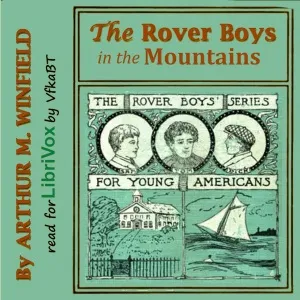 The Rover Boys
in the Mountains
By ARTHUR M. WINFIELD
read for LibriVox by VfkaBT
THE ROVER BOYS' SERIES
FOR YOUNG AMERICANS